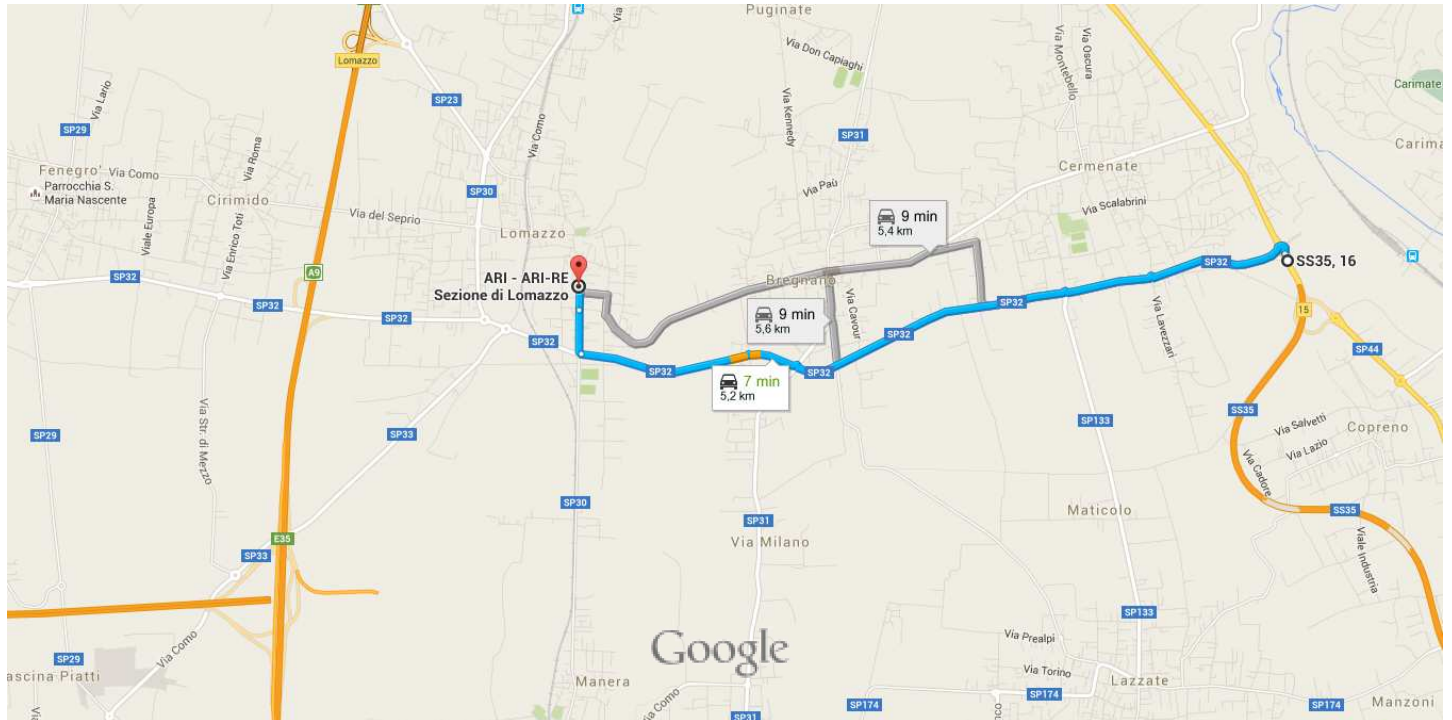 Puginate
Via Don Capiaghi
Via Oscura
Via Montebello
Lomazzo
SP23
Via Lario
Via Como
Via Kennedy
Carimate
SP29
SP31
Via Roma
Fenegro'
Via Como
Parrocchia S.
Maria Nascente
Cermenate
Cirimido
SP30
Via Paù
Via Scalabrini
Viale Europa
Via Enrico Toti
Via del Seprio
Lomazzo
9 min
5,4 km
A9
SP32
ARI - ARI-RE
Sezione di Lomazzo
Bregnano
SP32
SS35, 16
Via Cavour
9 min
5,6 km
SP32
SP32
SP32
SP32
SP32
SP32
Via Lavezzari
15
SP44
SP32
SP32
7 min
5,2 km
Via Str. di Mezzo
SP29
SP33
SP133
SS35
Via Salvetti
Copreno
Via Lazio
Via Cadore
SP30
SP31
Maticolo
SS35
Via Milano
E35
SP33
Viale Industria
SP133
Via Prealpi
Google
Via Como
SP29
ascina Piatti
Via Torino
Manera
Via Como
Lazzate
SP174
SP174
SP174
Manzoni
SP31